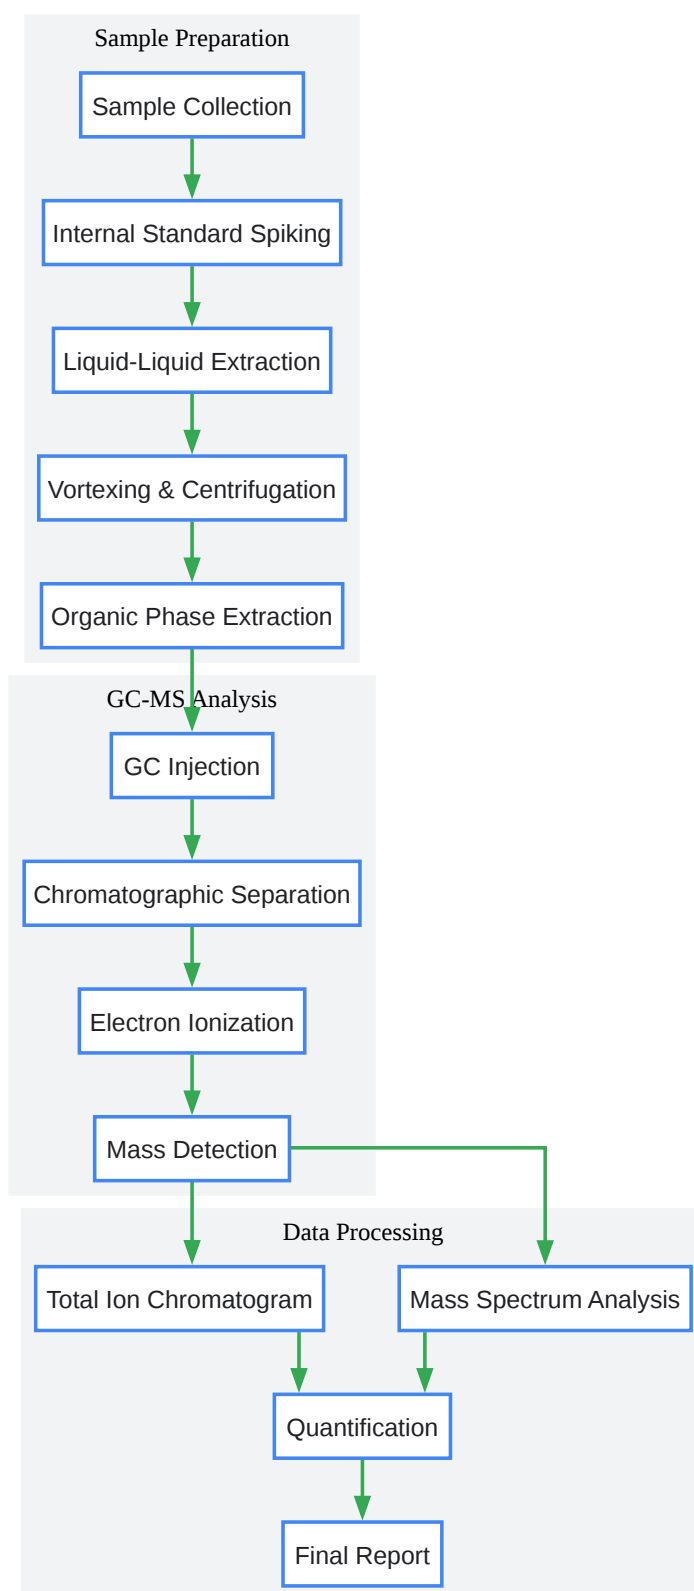 Sample Preparation
Sample Collection
Internal Standard Spiking
Liquid-Liquid Extraction
Vortexing & Centrifugation
Organic Phase Extraction
GC-MS Analysis
GC Injection
Chromatographic Separation
Electron Ionization
Mass Detection
Data Processing
Total Ion Chromatogram
Mass Spectrum Analysis
Quantification
Final Report